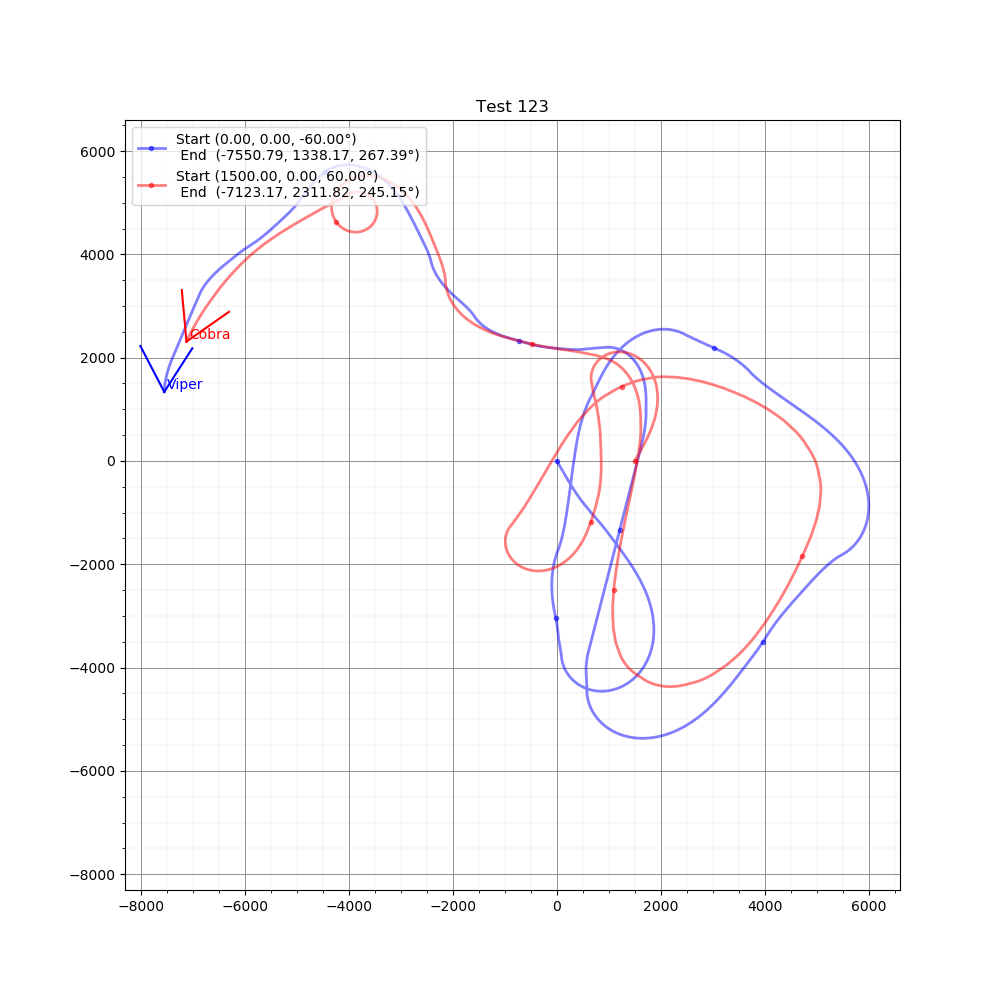 Test 123
Start (0.00, 0.00, -60.00°)
End (-7550.79, 1338.17, 267.39°)
Start (1500.00, 0.00, 60.00°)
End (-7123.17, 2311.82, 245.15°)
6000
4000
2000
0
−2000
−4000
−6000
−8000
Cobra
Viper
−8000 −6000 −4000 −2000 0 2000 4000 6000